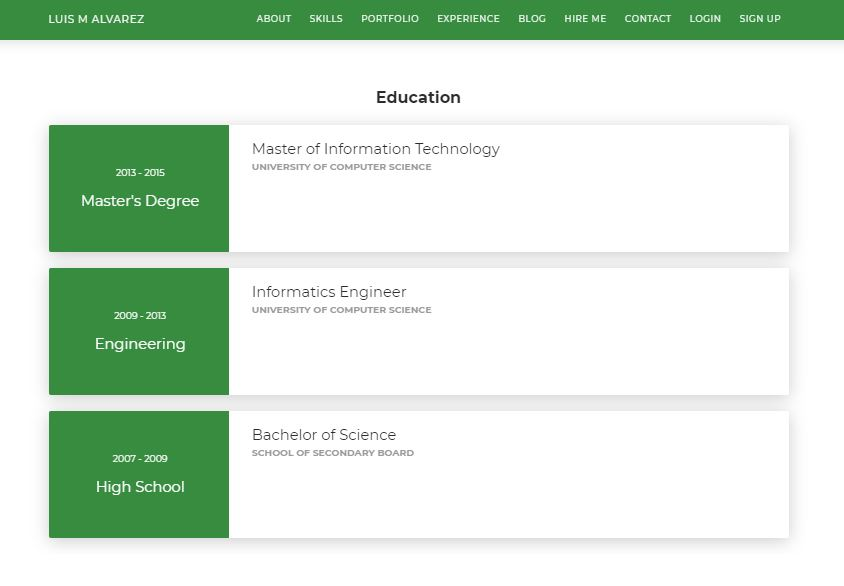 LUIS M ALVAREZ ABOUT SKILLS PORTFOLIO EXPERIENCE BLOG HIRE ME CONTACT LOGIN SIGN UP
Education
2013 - 2015
Master's Degree
Master of Information Technology
UNIVERSITY OF COMPUTER SCIENCE
2009 - 2013
Engineering
Informatics Engineer
UNIVERSITY OF COMPUTER SCIENCE
2007 - 2009
High School
Bachelor of Science
SCHOOL OF SECONDARY BOARD